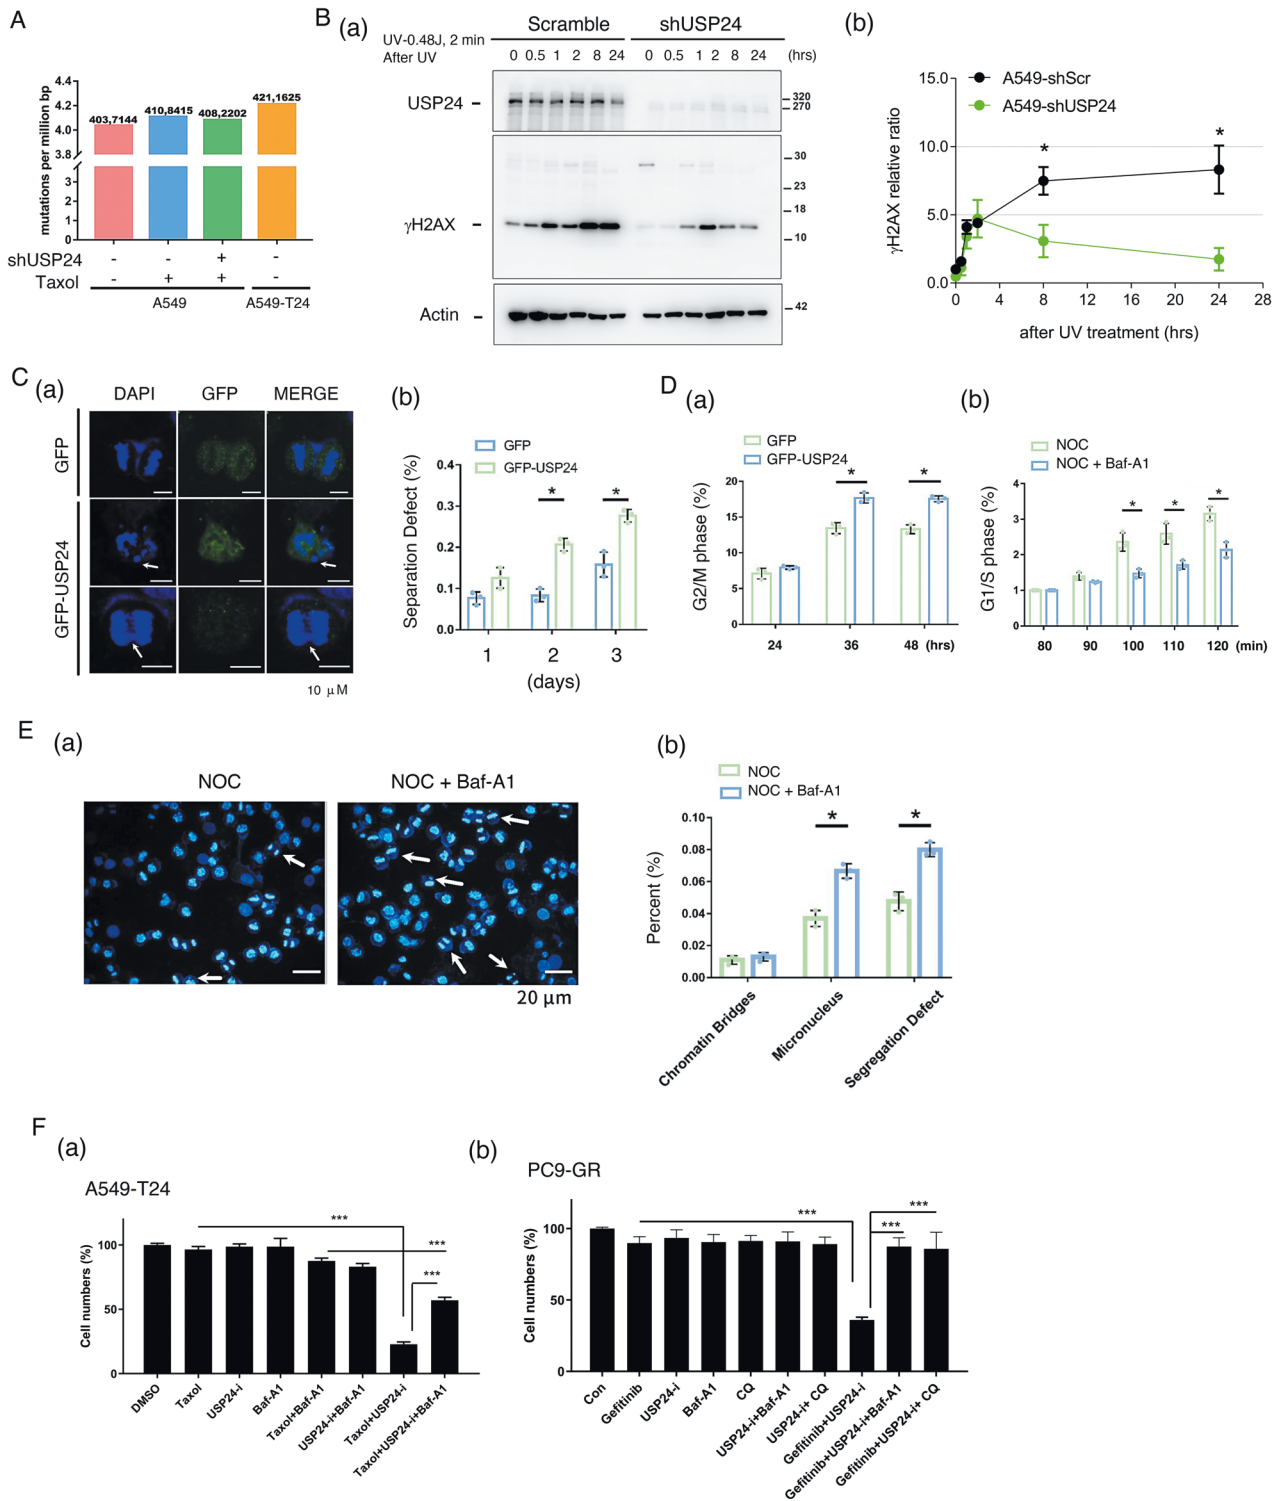 A
4.4
4.2
4.0
3.8
3
2
1
0
mutations per million bp
403,7144
410,8415
408,2202
421,1625
shUSP24 - - + -
Taxol - + + -
A549 A549-T24
B
(a)
Scramble shUSP24
UV-0.48J, 2 min
After UV 0 0.5 1 2 8 24 0 0.5 1 2 8 24 (hrs)
USP24
320
270
γH2AX
30
23
18
10
Actin
42
(b)
A549-shScr
A549-shUSP24
γH2AX relative ratio
15.0
10.0
5.0
0.0
* *
0 4 8 12 16 20 24 28
after UV treatment (hrs)
C
(a)
DAPI GFP MERGE
GFP
GFP-USP24
10 μM
(b)
GFP
GFP-USP24
Separation Defect (%)
0.4
0.3
0.2
0.1
0.0
* *
1 2 3
(days)
D
(a)
GFP
GFP-USP24
G2/M phase (%)
20
15
10
5
0
* *
24 36 48 (hrs)
(b)
NOC
NOC + Baf-A1
G1/S phase (%)
4
3
2
1
0
* * *
80 90 100 110 120 (min)
E
(a)
NOC NOC + Baf-A1
20 μm
(b)
NOC
NOC + Baf-A1
Percent (%)
0.10
0.08
0.06
0.04
0.02
0.00
* *
Chromatin Bridges
Micronucleus
Segregation Defect
F
(a)
A549-T24
Cell numbers (%)
100
50
0
***
***
***
DMSO
Taxol
USP24-i
Baf-A1
Taxol+Baf-A1
USP24-i+Baf-A1
Taxol+USP24-i
Taxol+USP24-i+Baf-A1
(b)
PC9-GR
Cell numbers (%)
100
50
0
***
***
***
Con
Gefitinib
USP24-i
Baf-A1
CQ
USP24-i+Baf-A1
USP24-i+ CQ
Gefitinib+USP24-i
Gefitinib+USP24-i+Baf-A1
Gefitinib+USP24-i+ CQ